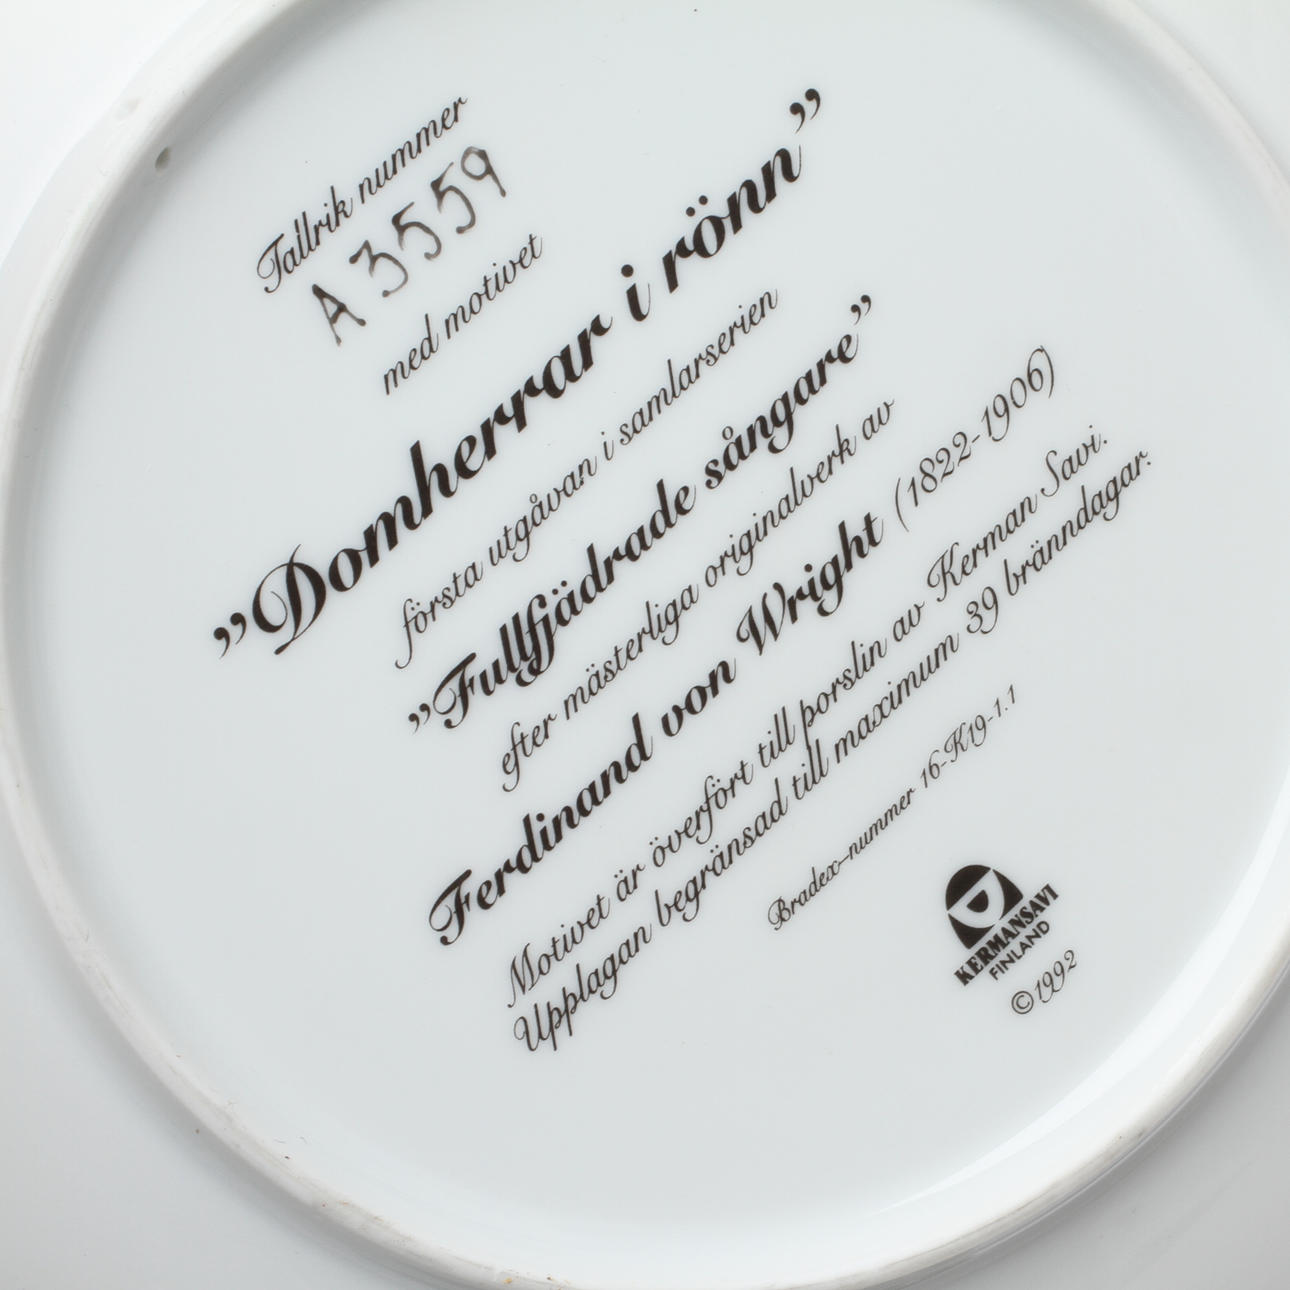 Tallrik nummer
A3559
med motivet
”Domherrar i rönn”
första utgåvan i samlarserien
”Fullfjädrade sångare”
efter mästerliga originalverk av
Ferdinand von Wright (1822-1906)
Motivet är överfört till porslin av Kerman Savi.
Upplagan begränsad till maximum 39 bränndagar.
Bradex-nummer 16-K19-1.1
KERMANSAVI
FINLAND
©1992